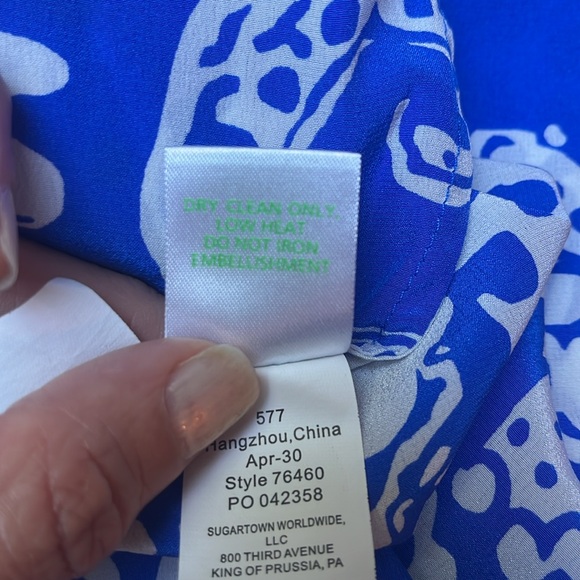 DRY CLEAN ONLY.
LOW HEAT
DO NOT IRON
EMBELLISHMENT
577
Hangzhou,China
Apr-30
Style 76460
PO 042358
SUGARTOWN WORLDWIDE,
LLC
800 THIRD AVENUE
KING OF PRUSSIA, PA